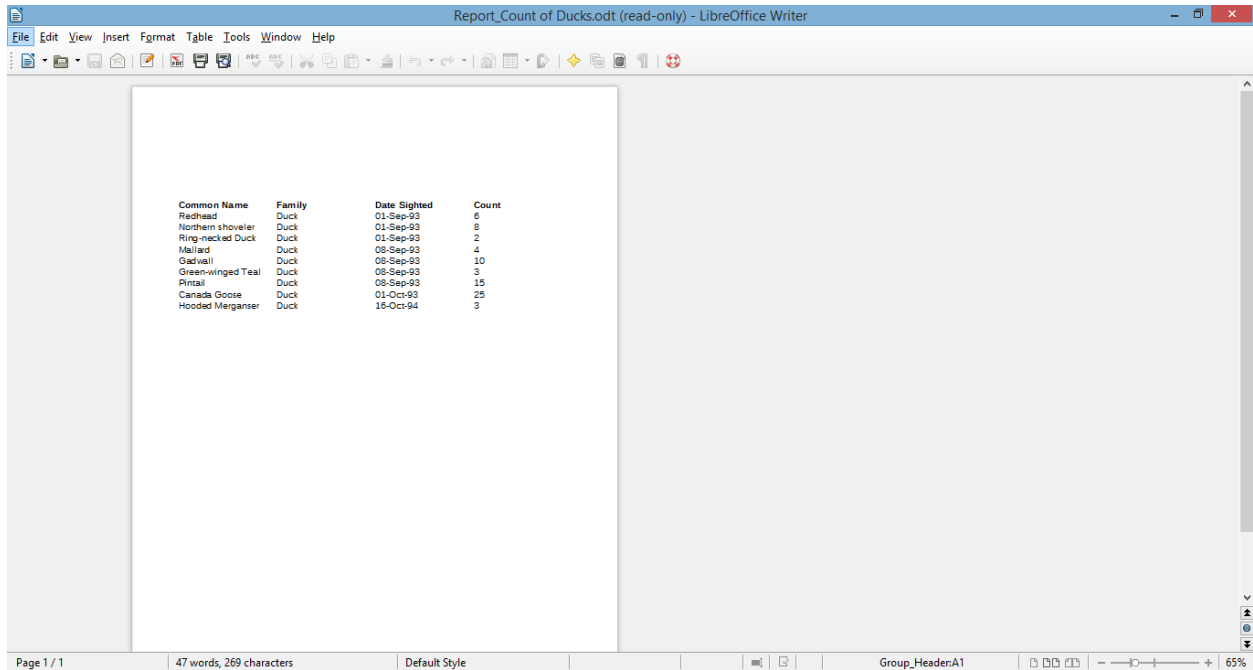 Report_Count of Ducks.odt (read-only) - LibreOffice Writer
File Edit View Insert Format Table Tools Window Help
Common Name Family Date Sighted Count
Redhead Duck 01-Sep-93 6
Northern shoveler Duck 01-Sep-93 8
Ring-necked Duck Duck 01-Sep-93 2
Mallard Duck 08-Sep-93 4
Gadwall Duck 08-Sep-93 10
Green-winged Teal Duck 08-Sep-93 3
Pintail Duck 08-Sep-93 15
Canada Goose Duck 01-Oct-93 25
Hooded Merganser Duck 16-Oct-94 3
Page 1 / 1 47 words, 269 characters Default Style Group_Header:A1 65%